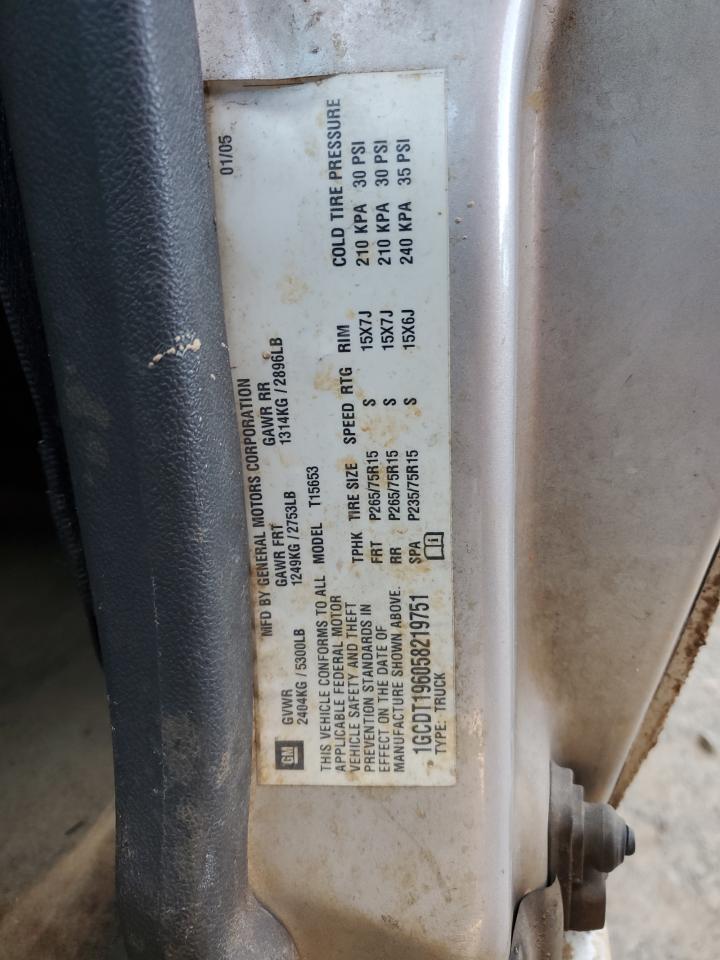 MFD BY GENERAL MOTORS CORPORATION 01/05
GM
GVWR GAWR FRT GAWR RR
2404KG / 5300LB 1249KG / 2753LB 1314KG / 2896LB
THIS VEHICLE CONFORMS TO ALL
APPLICABLE FEDERAL MOTOR
VEHICLE SAFETY AND THEFT
PREVENTION STANDARDS IN
EFFECT ON THE DATE OF
MANUFACTURE SHOWN ABOVE.
1GCDT196058219751
TYPE: TRUCK
MODEL T15653
TPHK TIRE SIZE SPEED RTG RIM COLD TIRE PRESSURE
FRT P265/75R15 S 15X7J 210 KPA 30 PSI
RR P265/75R15 S 15X7J 210 KPA 30 PSI
SPA P235/75R15 S 15X6J 240 KPA 35 PSI